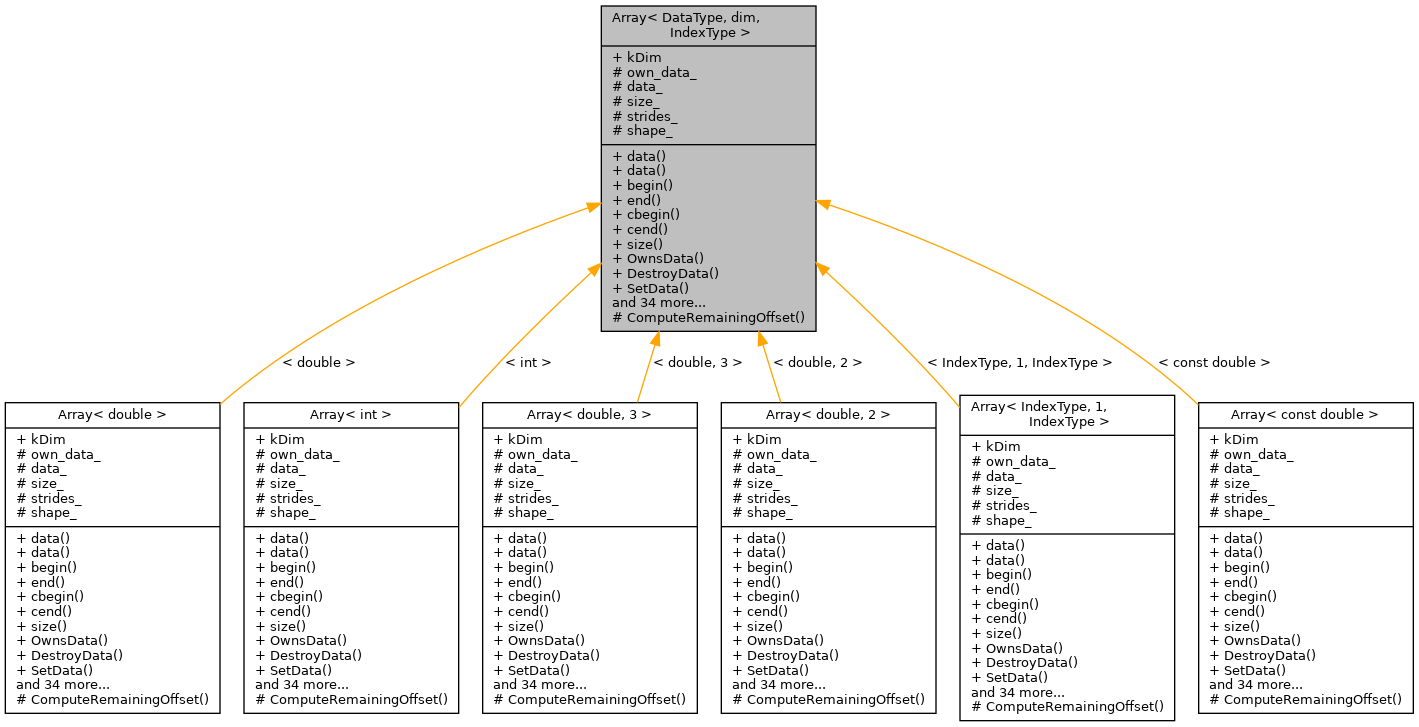 Array< DataType, dim,
IndexType >
+ kDim
# own_data_
# data_
# size_
# strides_
# shape_
+ data()
+ data()
+ begin()
+ end()
+ cbegin()
+ cend()
+ size()
+ OwnsData()
+ DestroyData()
+ SetData()
and 34 more...
# ComputeRemainingOffset()
< double >
< int >
< double, 3 >
< double, 2 >
< IndexType, 1, IndexType >
< const double >
Array< double >
+ kDim
# own_data_
# data_
# size_
# strides_
# shape_
+ data()
+ data()
+ begin()
+ end()
+ cbegin()
+ cend()
+ size()
+ OwnsData()
+ DestroyData()
+ SetData()
and 34 more...
# ComputeRemainingOffset()
Array< int >
+ kDim
# own_data_
# data_
# size_
# strides_
# shape_
+ data()
+ data()
+ begin()
+ end()
+ cbegin()
+ cend()
+ size()
+ OwnsData()
+ DestroyData()
+ SetData()
and 34 more...
# ComputeRemainingOffset()
Array< double, 3 >
+ kDim
# own_data_
# data_
# size_
# strides_
# shape_
+ data()
+ data()
+ begin()
+ end()
+ cbegin()
+ cend()
+ size()
+ OwnsData()
+ DestroyData()
+ SetData()
and 34 more...
# ComputeRemainingOffset()
Array< double, 2 >
+ kDim
# own_data_
# data_
# size_
# strides_
# shape_
+ data()
+ data()
+ begin()
+ end()
+ cbegin()
+ cend()
+ size()
+ OwnsData()
+ DestroyData()
+ SetData()
and 34 more...
# ComputeRemainingOffset()
Array< IndexType, 1,
IndexType >
+ kDim
# own_data_
# data_
# size_
# strides_
# shape_
+ data()
+ data()
+ begin()
+ end()
+ cbegin()
+ cend()
+ size()
+ OwnsData()
+ DestroyData()
+ SetData()
and 34 more...
# ComputeRemainingOffset()
Array< const double >
+ kDim
# own_data_
# data_
# size_
# strides_
# shape_
+ data()
+ data()
+ begin()
+ end()
+ cbegin()
+ cend()
+ size()
+ OwnsData()
+ DestroyData()
+ SetData()
and 34 more...
# ComputeRemainingOffset()